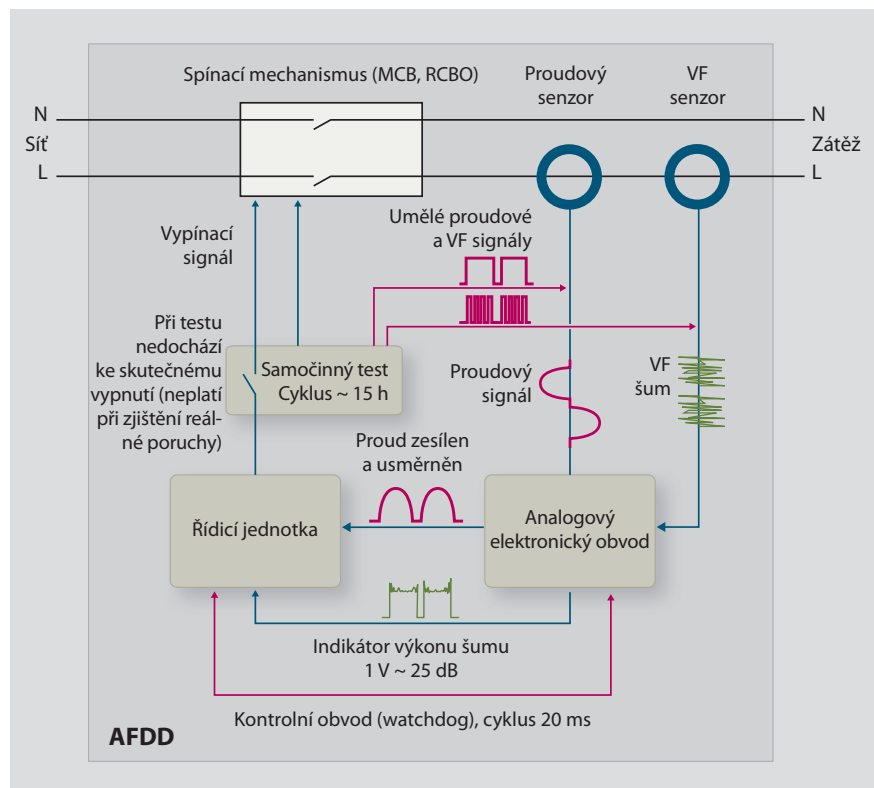 Spínací mechanismus (MCB, RCBO)
Proudový
senzor
VF
senzor
N
Síť
L
N
Zátěž
L
Vypínací
signál
Umělé proudové
a VF signály
Při testu
nedochází
ke skutečnému
vypnutí (neplatí
při zjištění reál-
né poruchy)
Samočinný test
Cyklus ~ 15 h
Proudový
signál
VF
šum
Proud zesílen
a usměrněn
Řídicí jednotka
Analogový
elektronický obvod
Indikátor výkonu šumu
1 V ~ 25 dB
Kontrolní obvod (watchdog), cyklus 20 ms
AFDD